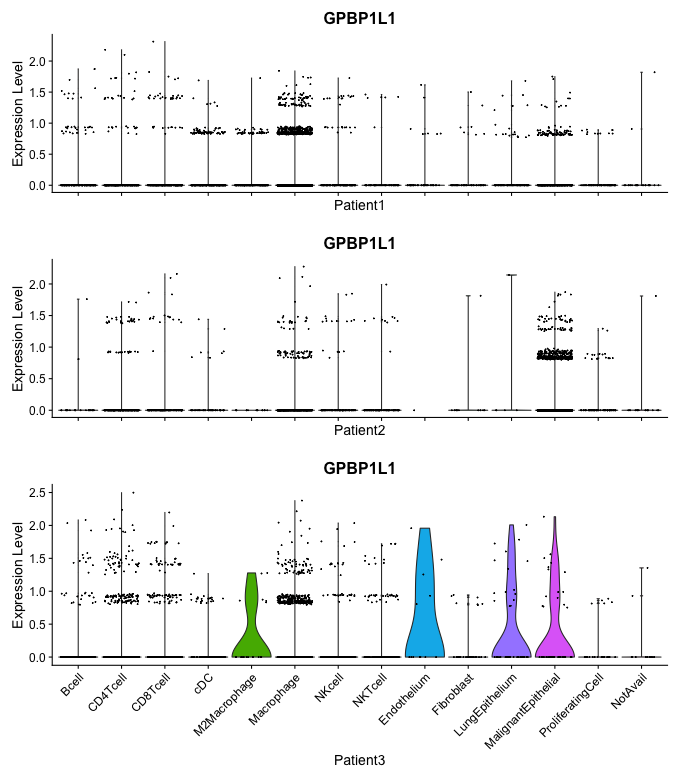 GPBP1L1
Expression Level
2.0
1.5
1.0
0.5
0.0
Patient1
GPBP1L1
Expression Level
2.0
1.5
1.0
0.5
0.0
Patient2
GPBP1L1
Expression Level
2.5
2.0
1.5
1.0
0.5
0.0
Bcell
CD4Tcell
CD8Tcell
cDC
M2Macrophage
Macrophage
NKcell
NKTcell
Endothelium
Fibroblast
LungEpithelium
MalignantEpithelial
ProliferatingCell
NotAvail
Patient3